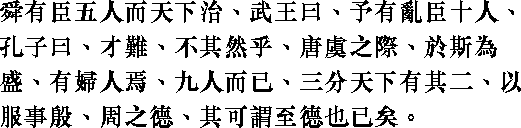 舜有臣五人而天下治、武王曰、予有亂臣十人、
孔子曰、才難、不其然乎、唐虞之際、於斯為
盛、有婦人焉、九人而已、三分天下有其二、以
服事殷、周之德、其可謂至德也已矣。